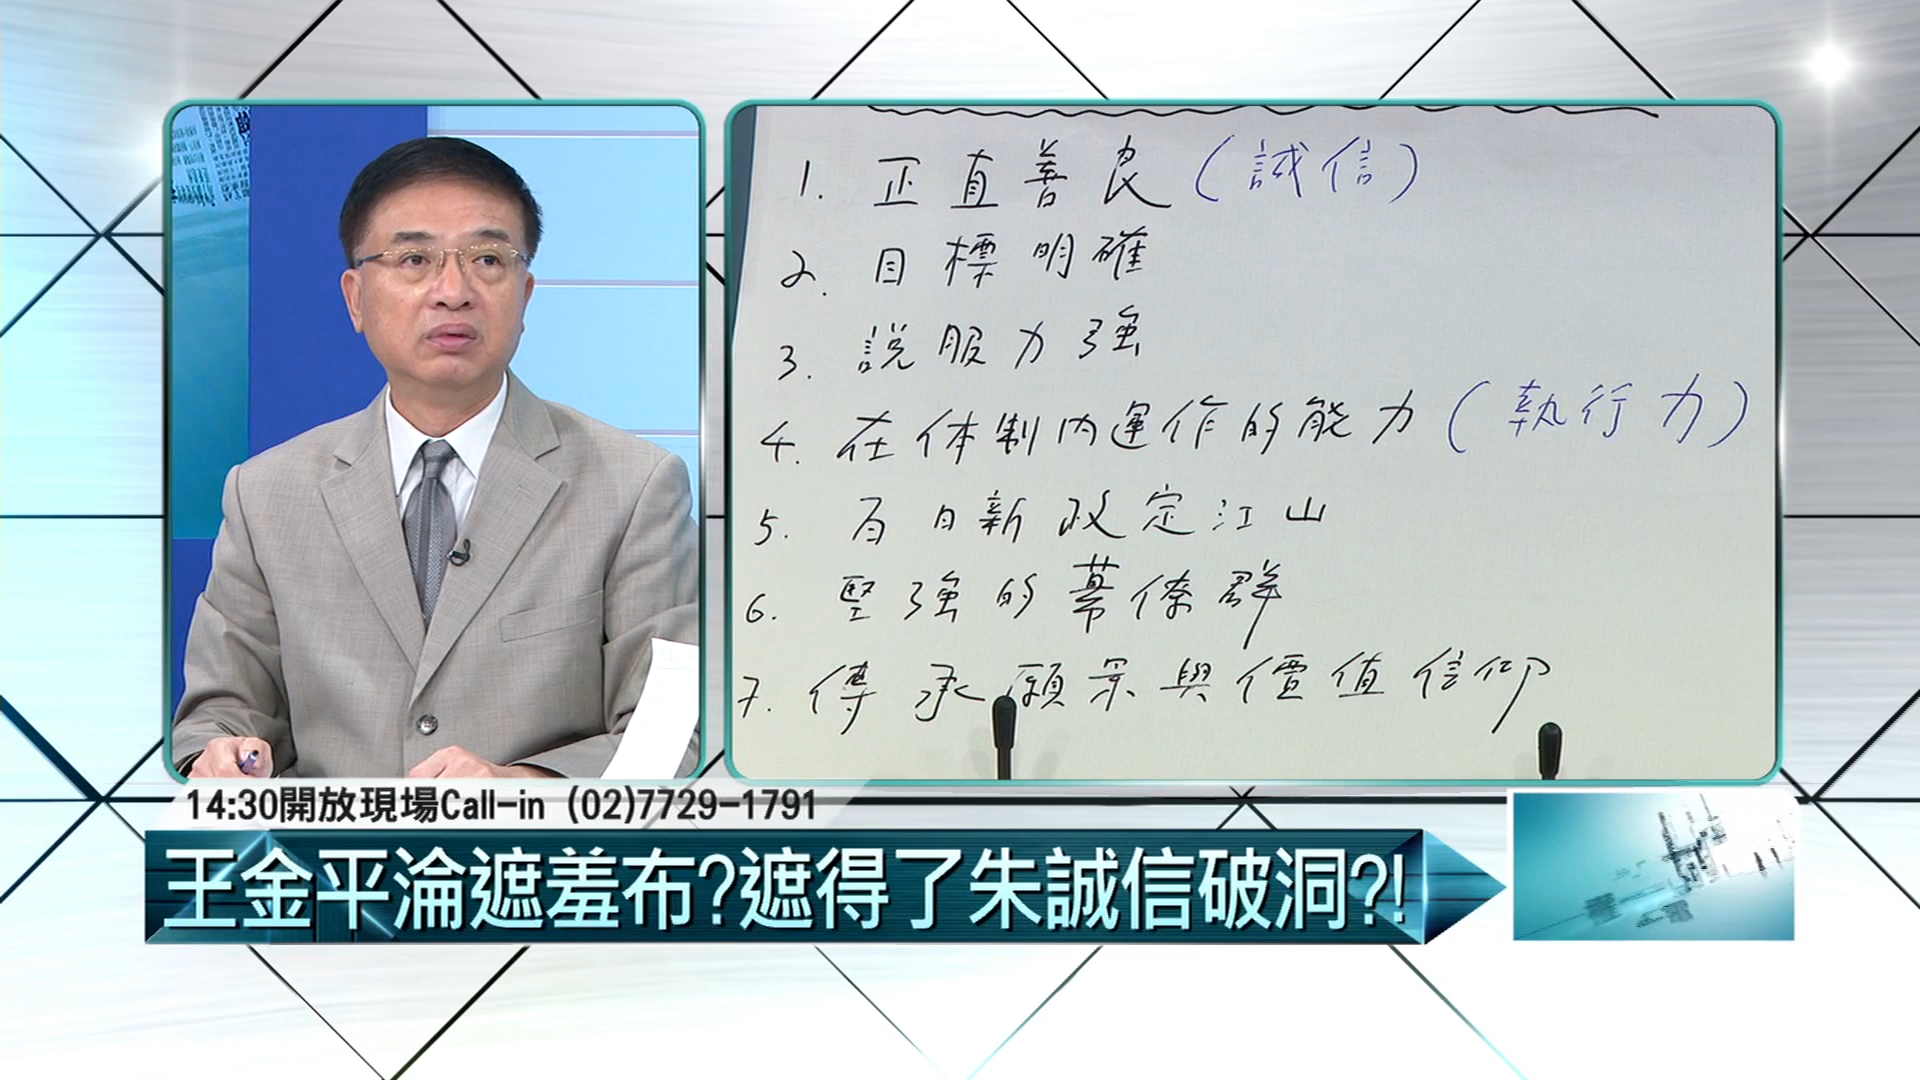 1. 正直善良(誠信)
2. 目標明確
3. 說服力強
4. 在体制内運作的能力(執行力)
5. 百日新政定江山
6. 堅強的幕僚群
7. 傳承願景與價值信仰
14:30開放現場Call-in (02)7729-1791
王金平淪遮羞布?遮得了朱誠信破洞?!